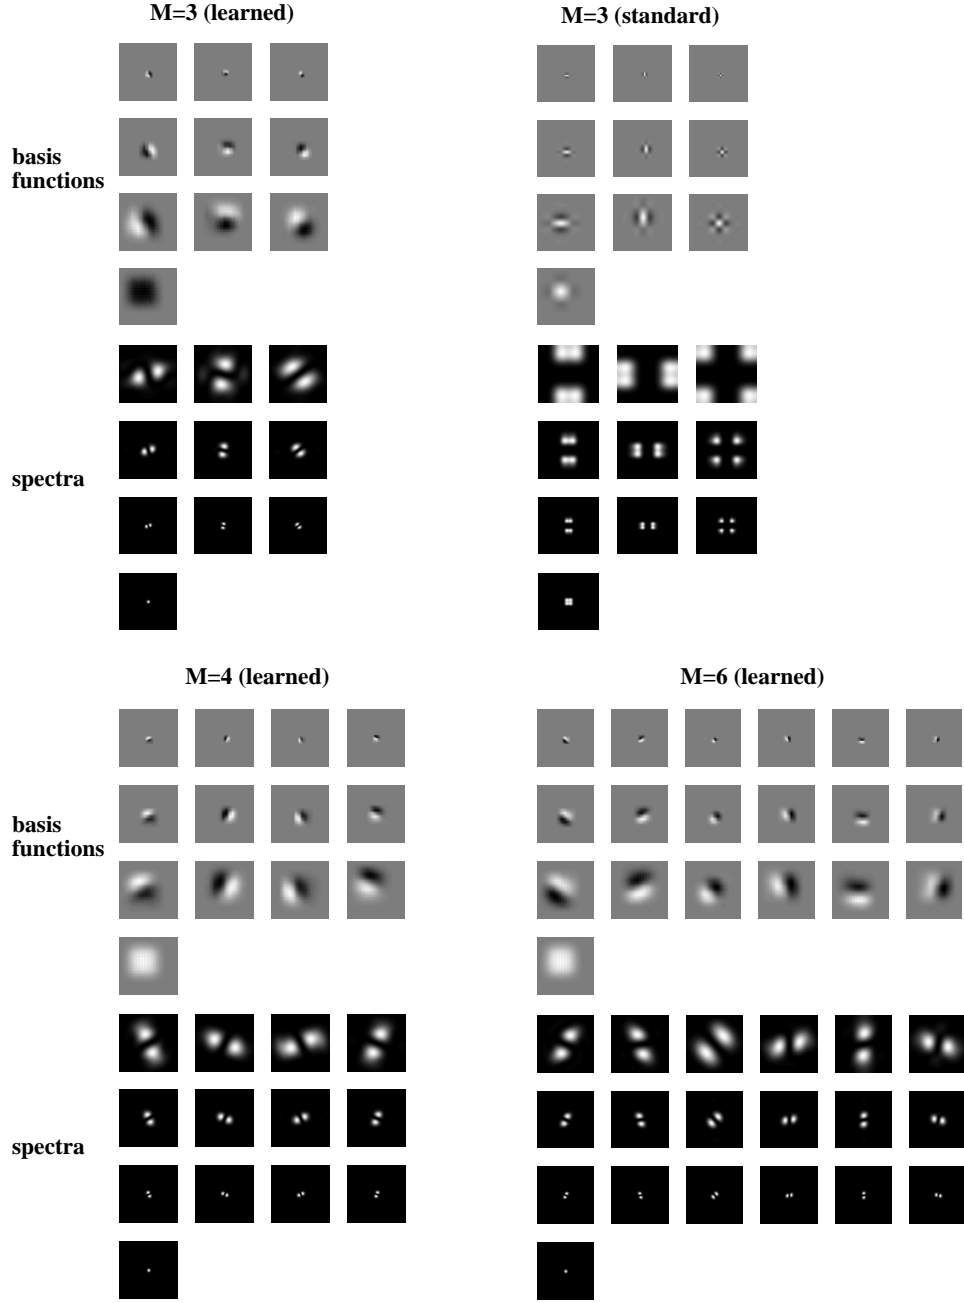 M=3 (learned)
M=3 (standard)
basis
functions
spectra
M=4 (learned)
M=6 (learned)
basis
functions
spectra